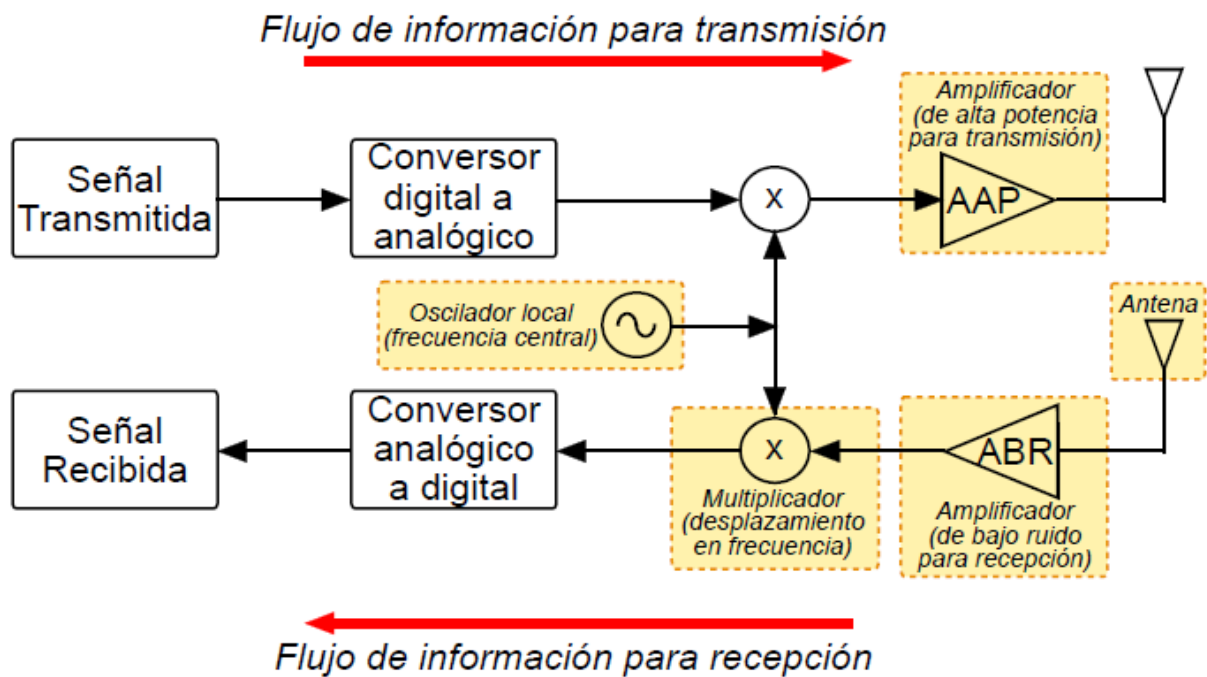 Flujo de información para transmisión
Amplificador
(de alta potencia
para transmisión)
Señal
Transmitida
Conversor
digital a
analógico
x
AAP
Oscilador local
(frecuencia central)
Antena
Señal
Recibida
Conversor
analógico
a digital
x
ABR
Multiplicador
(desplazamiento
en frecuencia)
Amplificador
(de bajo ruido
para recepción)
Flujo de información para recepción